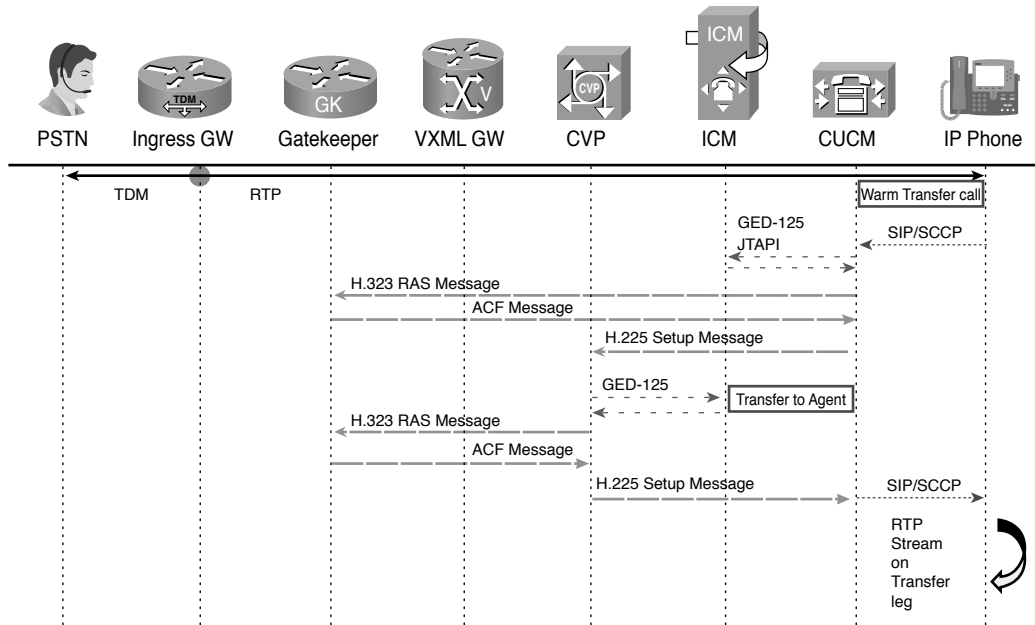 ICM
TDM
GK
V
CVP
PSTN
Ingress GW
Gatekeeper
VXML GW
CVP
ICM
CUCM
IP Phone
TDM
RTP
Warm Transfer call
GED-125
JTAPI
SIP/SCCP
H.323 RAS Message
ACF Message
H.225 Setup Message
GED-125
Transfer to Agent
H.323 RAS Message
ACF Message
H.225 Setup Message
SIP/SCCP
RTP
Stream
on
Transfer
leg